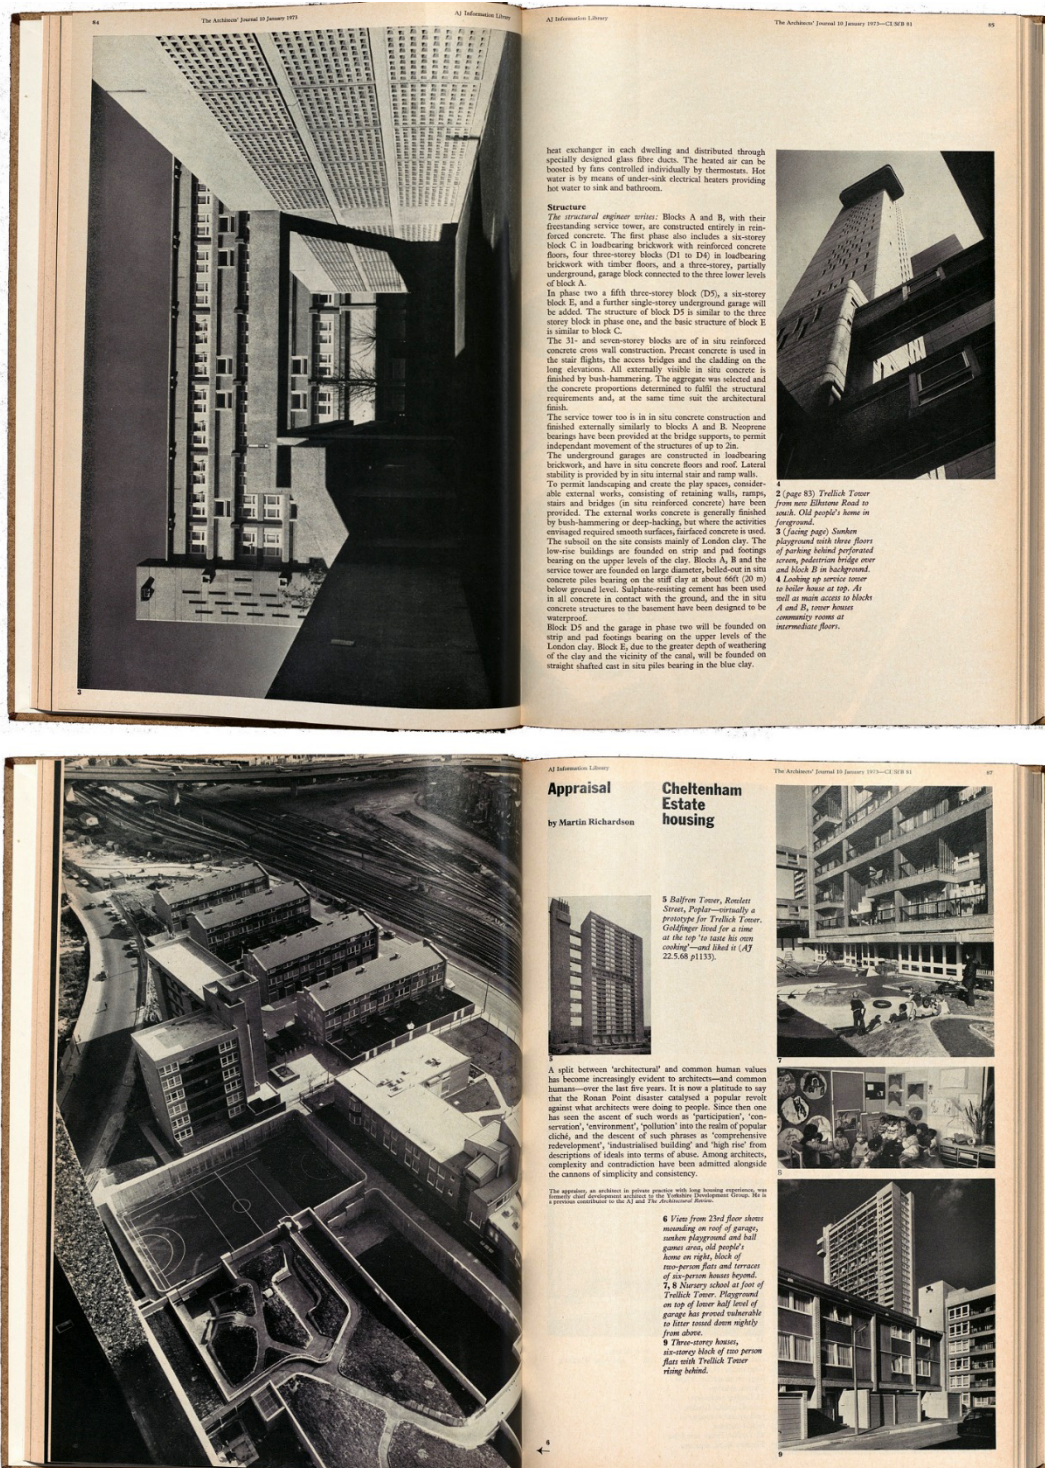 84
The Architects' Journal 10 January 1973
AJ Information Library
3
AJ Information Library
The Architects' Journal 10 January 1973—CI/SfB 81
85
heat exchanger in each dwelling and distributed through
specially designed glass fibre ducts. The heated air can be
boosted by fans controlled individually by thermostats. Hot
water is by means of under-sink electrical heaters providing
hot water to sink and bathroom.
Structure
The structural engineer writes: Blocks A and B, with their
freestanding service tower, are constructed entirely in rein-
forced concrete. The first phase also includes a six-storey
block C in loadbearing brickwork with reinforced concrete
floors, four three-storey blocks (D1 to D4) in loadbearing
brickwork with timber floors, and a three-storey, partially
underground, garage block connected to the three lower levels
of block A.
In phase two a fifth three-storey block (D5), a six-storey
block E, and a further single-storey underground garage will
be added. The structure of block D5 is similar to the three
storey block in phase one, and the basic structure of block E
is similar to block C.
The 31- and seven-storey blocks are of in situ reinforced
concrete cross wall construction. Precast concrete is used in
the stair flights, the access bridges and the cladding on the
long elevations. All externally visible in situ concrete is
finished by bush-hammering. The aggregate was selected and
the concrete proportions determined to fulfil the structural
requirements and, at the same time suit the architectural
finish.
The service tower too is in in situ concrete construction and
finished externally similarly to blocks A and B. Neoprene
bearings have been provided at the bridge supports, to permit
independant movement of the structures of up to 2in.
The underground garages are constructed in loadbearing
brickwork, and have in situ concrete floors and roof. Lateral
stability is provided by in situ internal stair and ramp walls.
To permit landscaping and create the play spaces, consider-
able external works, consisting of retaining walls, ramps,
stairs and bridges (in situ reinforced concrete) have been
provided. The external works concrete is generally finished
by bush-hammering or deep-hacking, but where the activities
envisaged required smooth surfaces, fairfaced concrete is used.
The subsoil on the site consists mainly of London clay. The
low-rise buildings are founded on strip and pad footings
bearing on the upper levels of the clay. Blocks A, B and the
service tower are founded on large diameter, belled-out in situ
concrete piles bearing on the stiff clay at about 66ft (20 m)
below ground level. Sulphate-resisting cement has been used
in all concrete in contact with the ground, and the in situ
concrete structures to the basement have been designed to be
waterproof.
Block D5 and the garage in phase two will be founded on
strip and pad footings bearing on the upper levels of the
London clay. Block E, due to the greater depth of weathering
of the clay and the vicinity of the canal, will be founded on
straight shafted cast in situ piles bearing in the blue clay.
4
2 (page 83) Trellick Tower
from new Elkstone Road to
south. Old people's home in
foreground.
3 (facing page) Sunken
playground with three floors
of parking behind perforated
screen, pedestrian bridge over
and block B in background.
4 Looking up service tower
to boiler house at top. As
well as main access to blocks
A and B, tower houses
community rooms at
intermediate floors.
AJ Information Library
The Architects' Journal 10 January 1973—CI/SfB 81
87
Appraisal
by Martin Richardson
Cheltenham
Estate
housing
5 Balfron Tower, Rowlett
Street, Poplar—virtually a
prototype for Trellick Tower.
Goldfinger lived for a time
at the top 'to taste his own
cooking'—and liked it (AJ
22.5.68 p1133).
5
A split between 'architectural' and common human values
has become increasingly evident to architects—and common
humans—over the last five years. It is now a platitude to say
that the Ronan Point disaster catalysed a popular revolt
against what architects were doing to people. Since then one
has seen the ascent of such words as 'participation', 'con-
servation', 'environment', 'pollution' into the realm of popular
cliché, and the descent of such phrases as 'comprehensive
redevelopment', 'industrialised building' and 'high rise' from
descriptions of ideals into terms of abuse. Among architects,
complexity and contradiction have been admitted alongside
the cannons of simplicity and consistency.
The appraiser, an architect in private practice with long housing experience, was
formerly chief development architect to the Yorkshire Development Group. He is
a previous contributor to the AJ and The Architectural Review.
6 View from 23rd floor shows
mounding on roof of garage,
sunken playground and ball
games area, old people's
home on right, block of
two-person flats and terraces
of six-person houses beyond.
7, 8 Nursery school at foot of
Trellick Tower. Playground
on top of lower half level of
garage has proved vulnerable
to litter tossed down nightly
from above.
9 Three-storey houses,
six-storey block of two person
flats with Trellick Tower
rising behind.
6
7
8
9